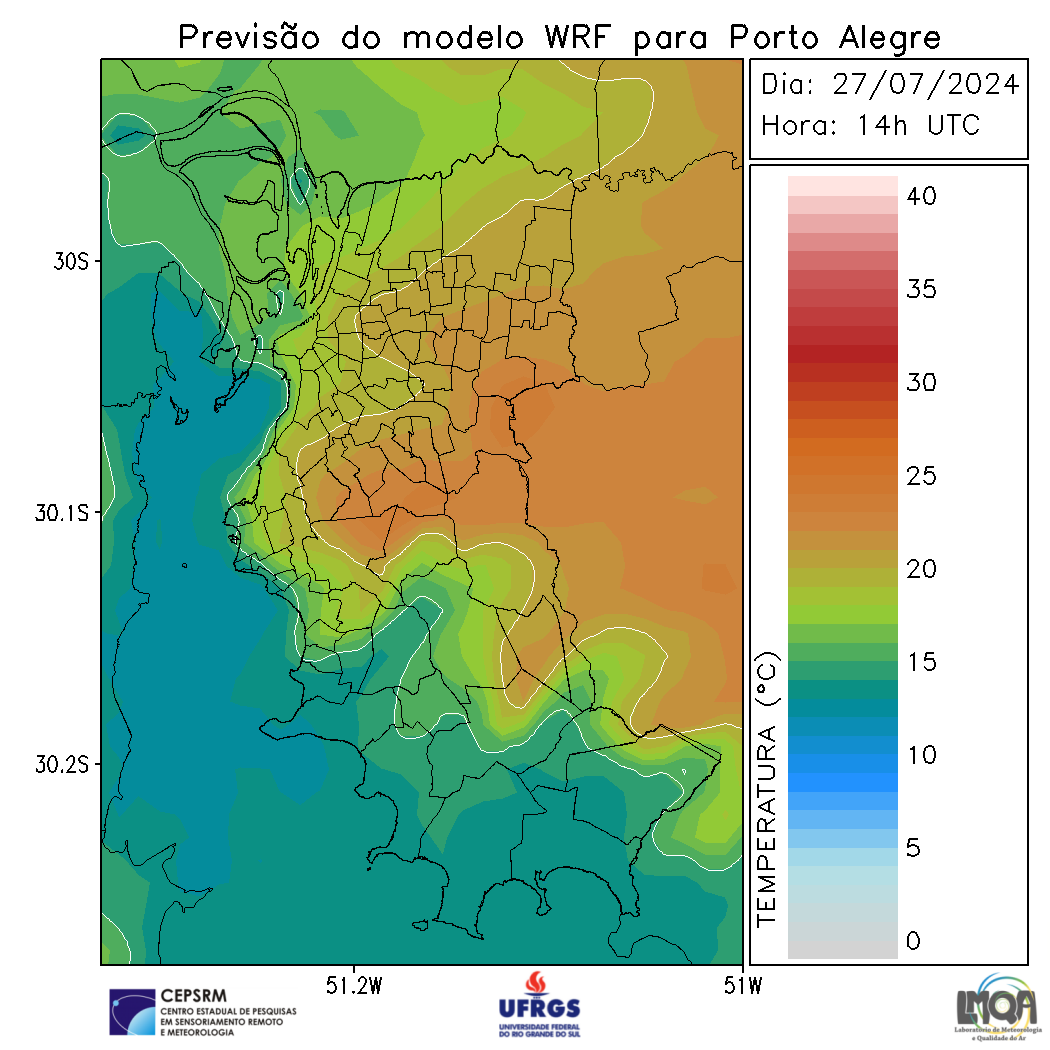 Previsão do modelo WRF para Porto Alegre
Dia: 27/07/2024
Hora: 14h UTC
40
35
30
25
20
15
10
5
0
TEMPERATURA (°C)
30S
30.1S
30.2S
51.2W
51W
CEPSRM
CENTRO ESTADUAL DE PESQUISAS
EM SENSORIAMENTO REMOTO
E METEOROLOGIA
UFRGS
UNIVERSIDADE FEDERAL
DO RIO GRANDE DO SUL
LMQA
Laboratório de Meteorologia
e Qualidade do Ar